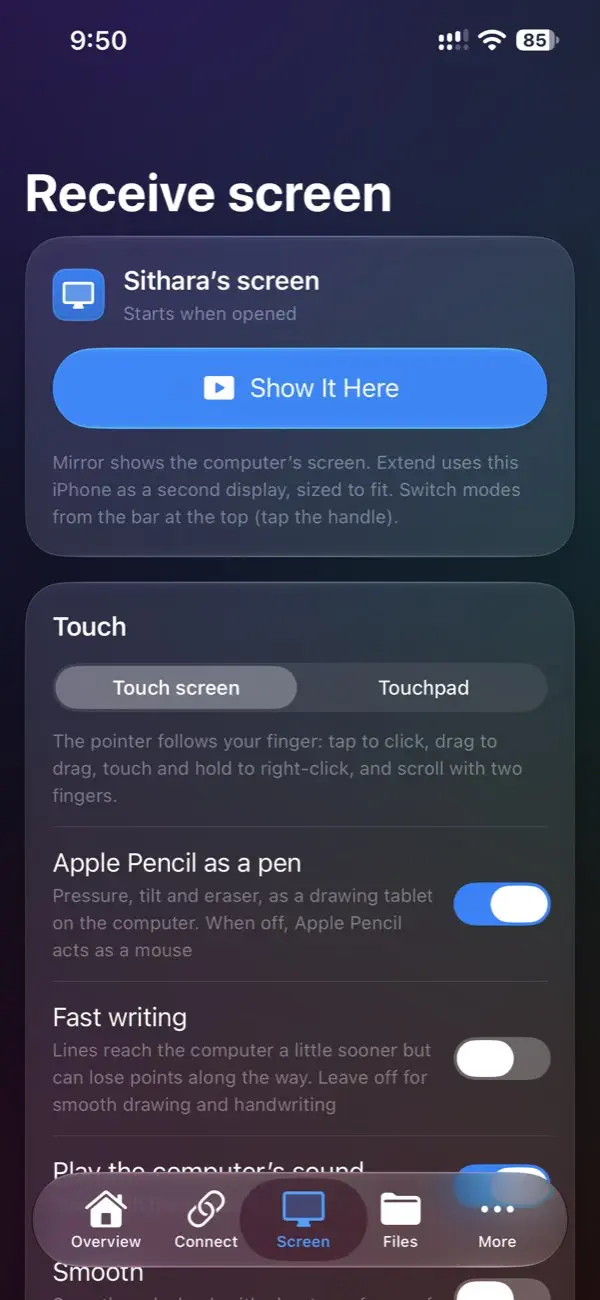 9:50
85
Receive screen
Sithara's screen
Starts when opened
Show It Here
Mirror shows the computer's screen. Extend uses this
iPhone as a second display, sized to fit. Switch modes
from the bar at the top (tap the handle).
Touch
Touch screen
Touchpad
The pointer follows your finger: tap to click, drag to
drag, touch and hold to right-click, and scroll with two
fingers.
Apple Pencil as a pen
Pressure, tilt and eraser, as a drawing tablet
on the computer. When off, Apple Pencil
acts as a mouse
Fast writing
Lines reach the computer a little sooner but
can lose points along the way. Leave off for
smooth drawing and handwriting
Play the computer's sound
Overview
Connect
Screen
Files
More
Smooth